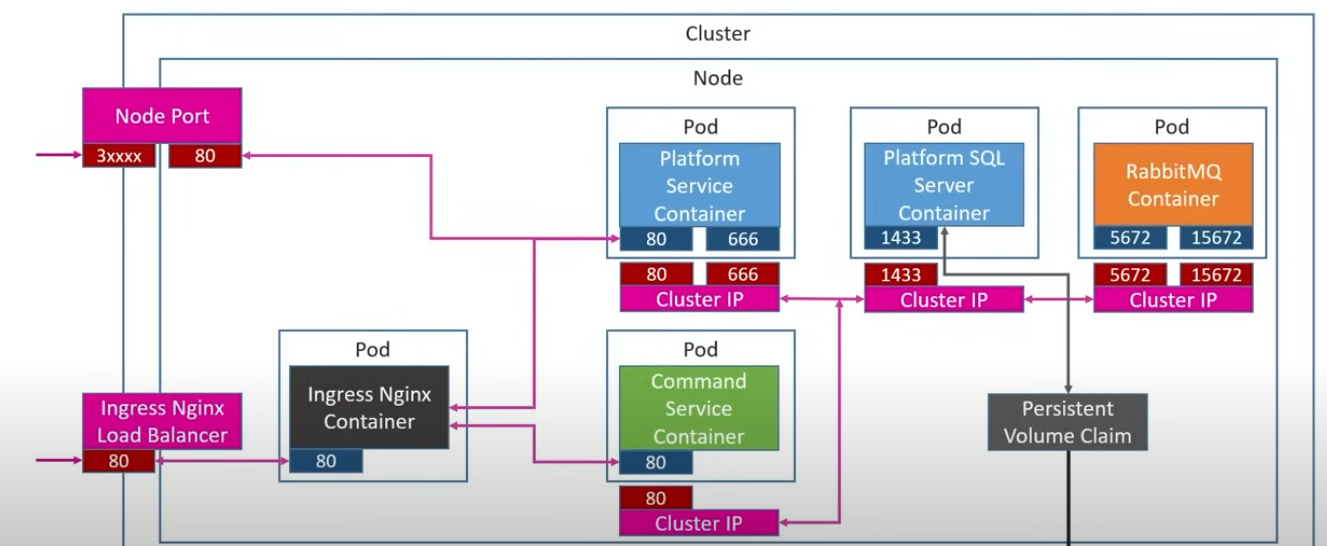 Cluster
Node
Node Port
3xxxx
80
Pod
Platform
Service
Container
80
666
80
666
Cluster IP
Pod
Platform SQL
Server
Container
1433
1433
Cluster IP
Pod
RabbitMQ
Container
5672
15672
5672
15672
Cluster IP
Ingress Nginx
Load Balancer
80
Pod
Ingress Nginx
Container
80
Pod
Command
Service
Container
80
80
Cluster IP
Persistent
Volume Claim